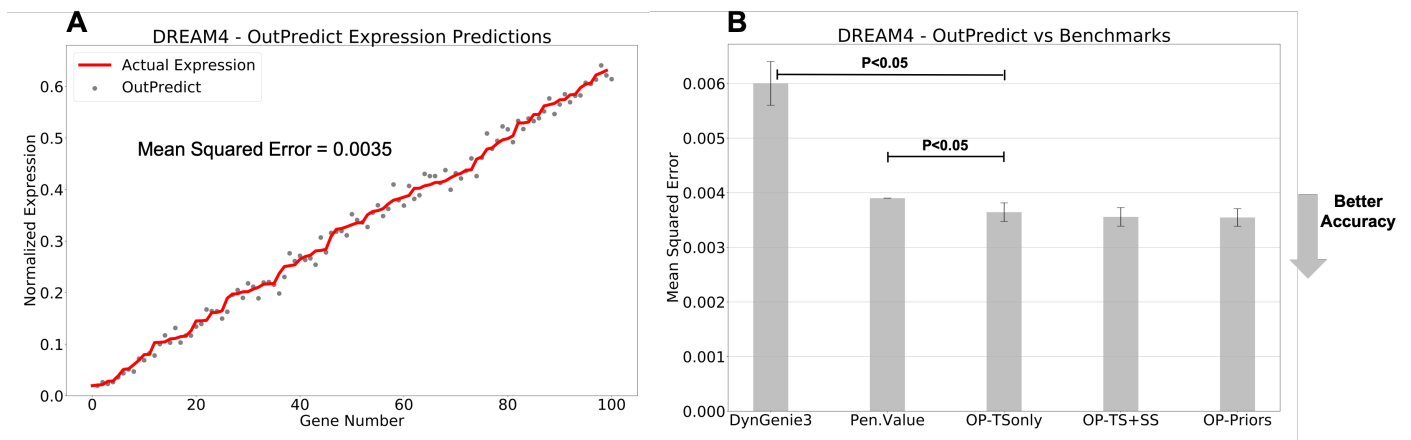 A
DREAM4 - OutPredict Expression Predictions
Actual Expression
OutPredict
Mean Squared Error = 0.0035
Normalized Expression
0.6
0.5
0.4
0.3
0.2
0.1
0.0
0 20 40 60 80 100
Gene Number
B
DREAM4 - OutPredict vs Benchmarks
P<0.05
P<0.05
Mean Squared Error
0.006
0.005
0.004
0.003
0.002
0.001
0.000
DynGenie3 Pen.Value OP-TSonly OP-TS+SS OP-Priors
Better
Accuracy